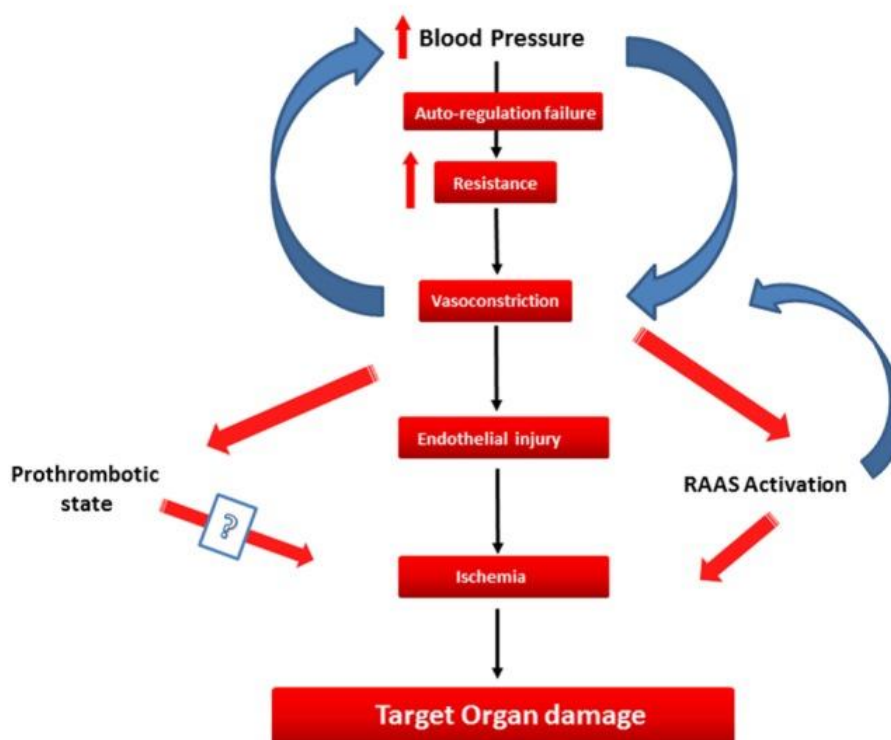 Blood Pressure
Auto-regulation failure
Resistance
Vasoconstriction
Endothelial injury
Prothrombotic
state
RAAS Activation
?
Ischemia
Target Organ damage